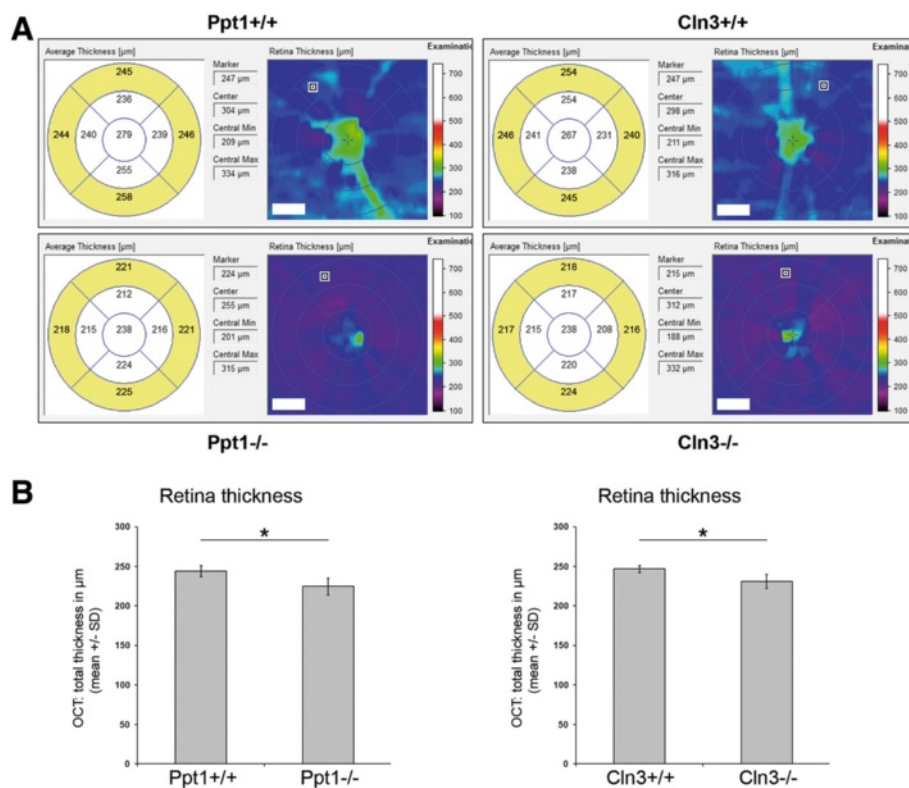 A
Ppt1+/+
Cln3+/+
Average Thickness [µm]
245
236
244 240 279 239 246
255
258
Marker
247 µm
Center
304 µm
Central Min
209 µm
Central Max
334 µm
Retina Thickness [µm]
Examinatio
700
600
500
400
300
200
100
Average Thickness [µm]
254
254
246 241 267 231 240
238
245
Marker
247 µm
Center
298 µm
Central Min
211 µm
Central Max
316 µm
Retina Thickness [µm]
Examinatio
700
600
500
400
300
200
100
Average Thickness [µm]
221
212
218 215 238 216 221
224
225
Marker
224 µm
Center
255 µm
Central Min
201 µm
Central Max
315 µm
Retina Thickness [µm]
Examinatio
700
600
500
400
300
200
100
Average Thickness [µm]
218
217
217 215 238 208 216
220
224
Marker
215 µm
Center
312 µm
Central Min
188 µm
Central Max
332 µm
Retina Thickness [µm]
Examinatio
700
600
500
400
300
200
100
Ppt1-/-
Cln3-/-
B
Retina thickness
OCT: total thickness in µm
(mean +/- SD)
300
250
200
150
100
50
0
*
Ppt1+/+ Ppt1-/-
Retina thickness
OCT: total thickness in µm
(mean +/- SD)
300
250
200
150
100
50
0
*
Cln3+/+ Cln3-/-